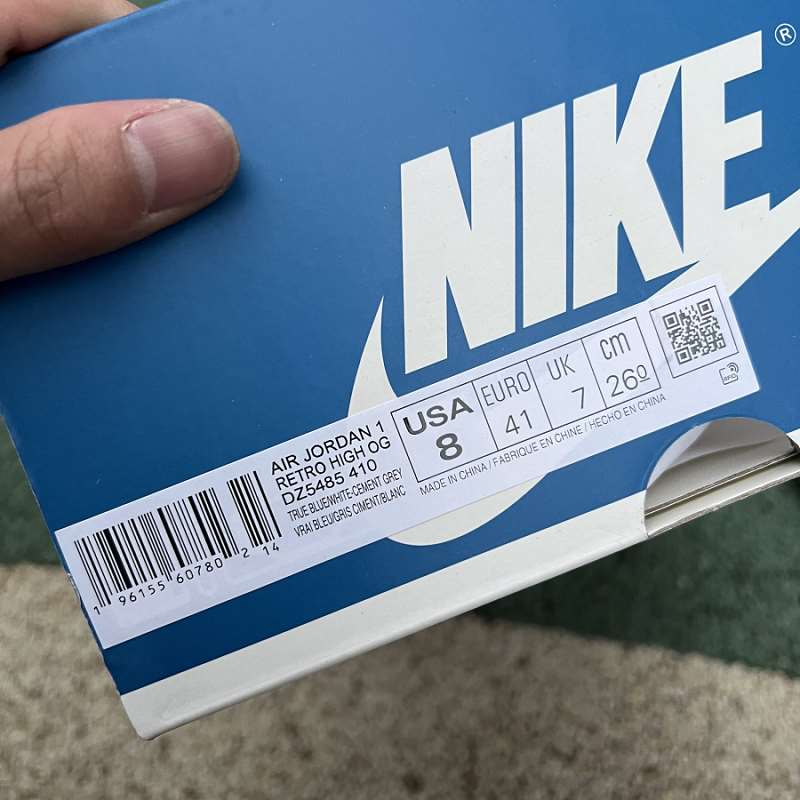 NIKE®
AIR JORDAN 1
RETRO HIGH OG
DZ5485 410
TRUE BLUE/WHITE-CEMENT GREY
VRAI BLEU/GRIS CIMENT/BLANC
USA
8
EURO
41
UK
7
cm
26º
MADE IN CHINA / FABRIQUE EN CHINE / HECHO EN CHINA
RFID
1 96155 60780 2 14